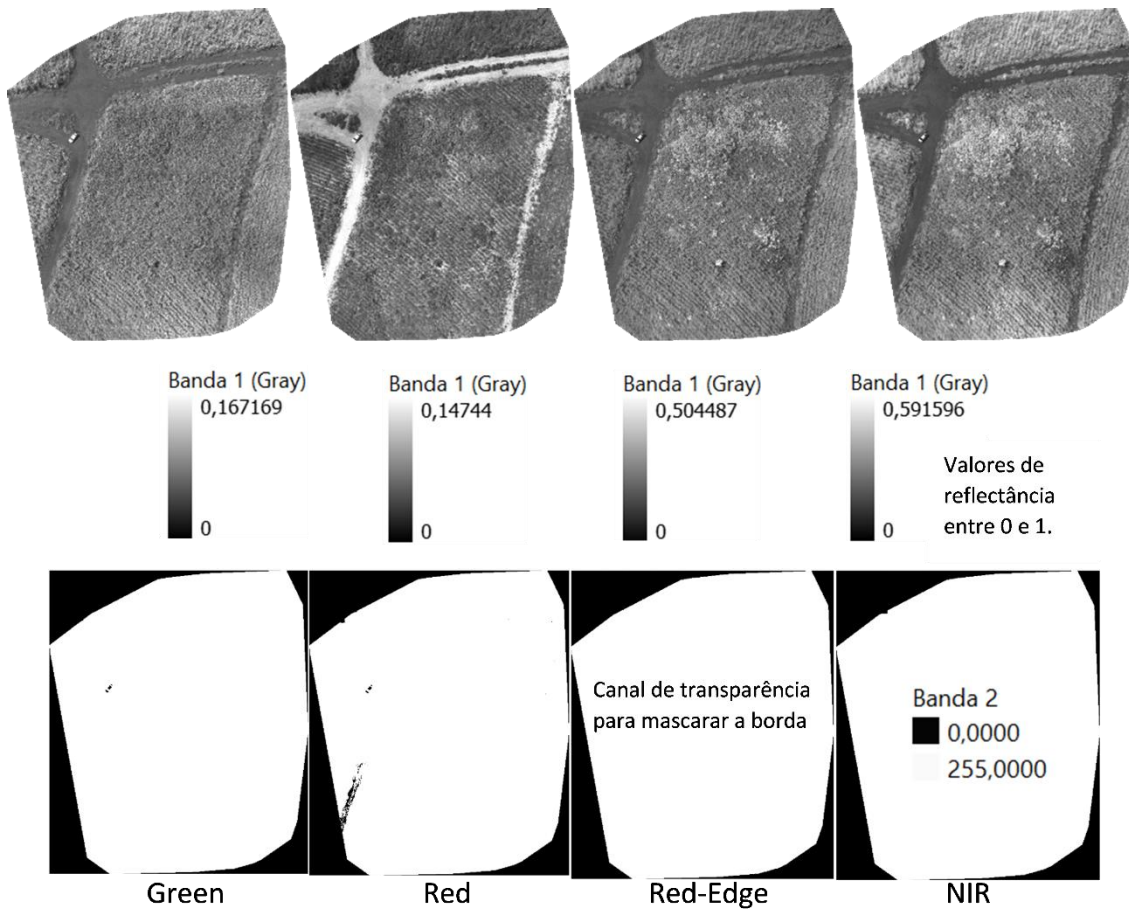 Banda 1 (Gray)
0,167169
0
Banda 1 (Gray)
0,14744
0
Banda 1 (Gray)
0,504487
0
Banda 1 (Gray)
0,591596
0
Valores de
reflectância
entre 0 e 1.
Canal de transparência
para mascarar a borda
Banda 2
0,0000
255,0000
Green
Red
Red-Edge
NIR